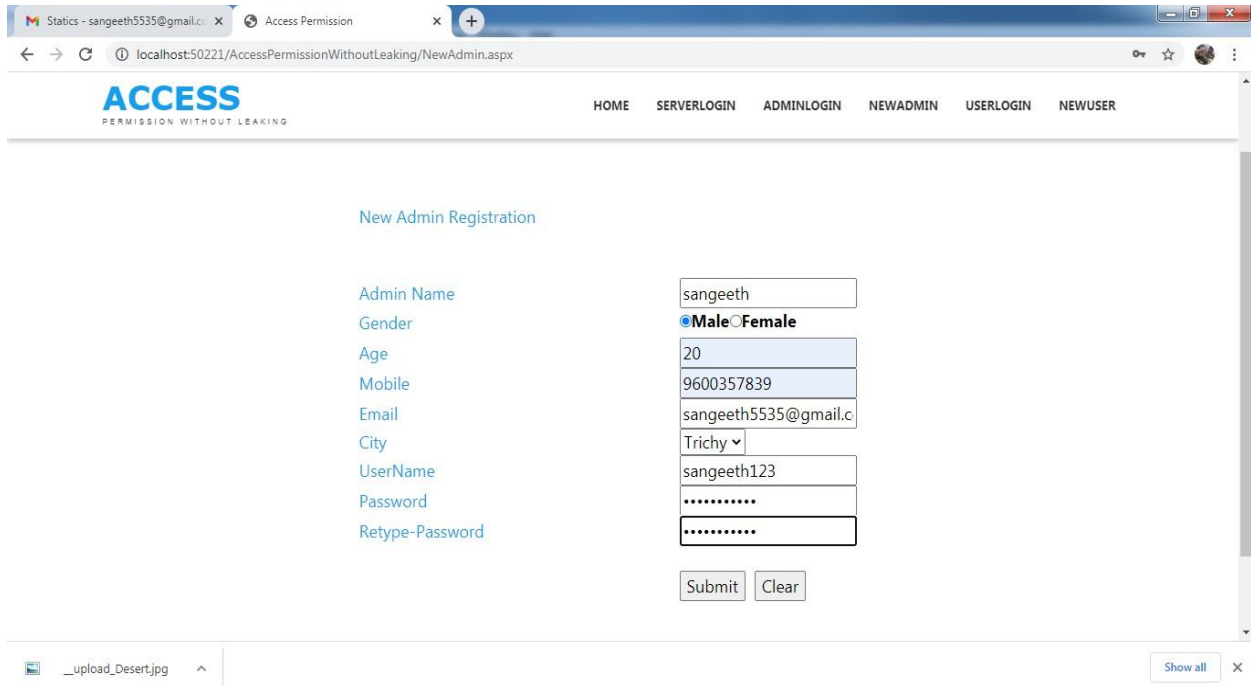 Statics - sangeeth5535@gmail.c
Access Permission
localhost:50221/AccessPermissionWithoutLeaking/NewAdmin.aspx
ACCESS
PERMISSION WITHOUT LEAKING
HOME SERVERLOGIN ADMINLOGIN NEWADMIN USERLOGIN NEWUSER
New Admin Registration
Admin Name sangeeth
Gender Male Female
Age 20
Mobile 9600357839
Email sangeeth5535@gmail.c
City Trichy
UserName sangeeth123
Password •••••••••••
Retype-Password •••••••••••
Submit Clear
__upload_Desert.jpg
Show all